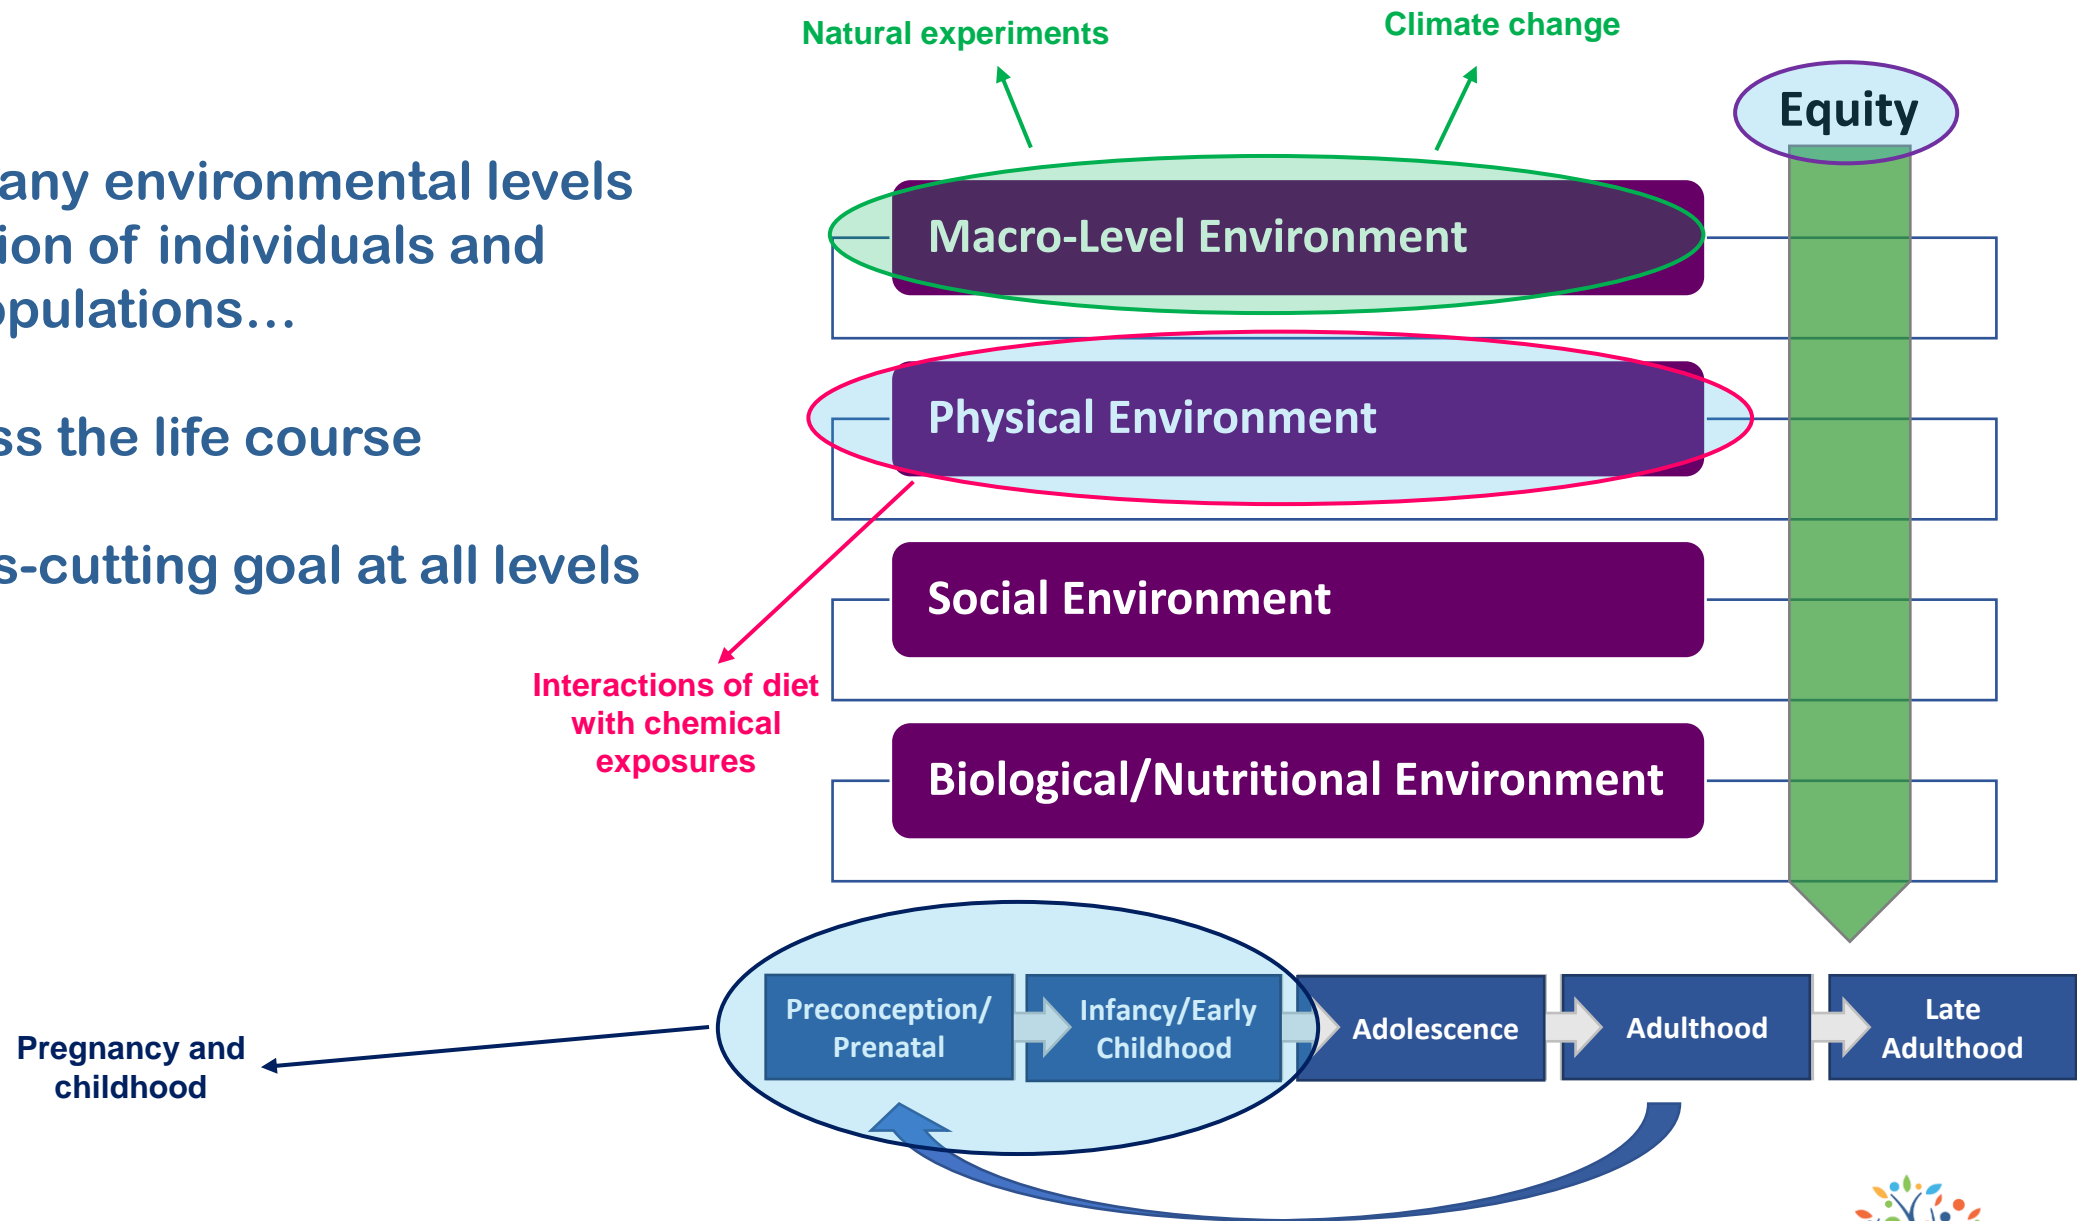 Natural experiments
Climate change
Equity
any environmental levels
tion of individuals and
opulations…
ss the life course
s-cutting goal at all levels
Macro-Level Environment
Physical Environment
Social Environment
Biological/Nutritional Environment
Interactions of diet
with chemical
exposures
Preconception/
Prenatal
Infancy/Early
Childhood
Adolescence
Adulthood
Late
Adulthood
Pregnancy and
childhood